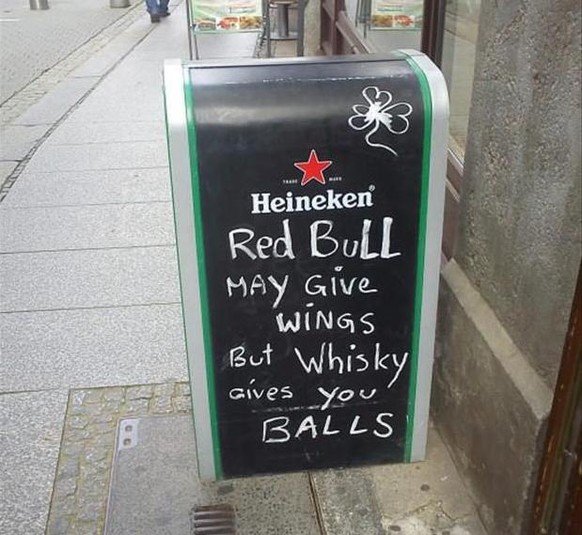 TRADE MARK
Heineken®
Red BuLL
MAY Give
WINGS
But Whisky
Gives you
BALLS